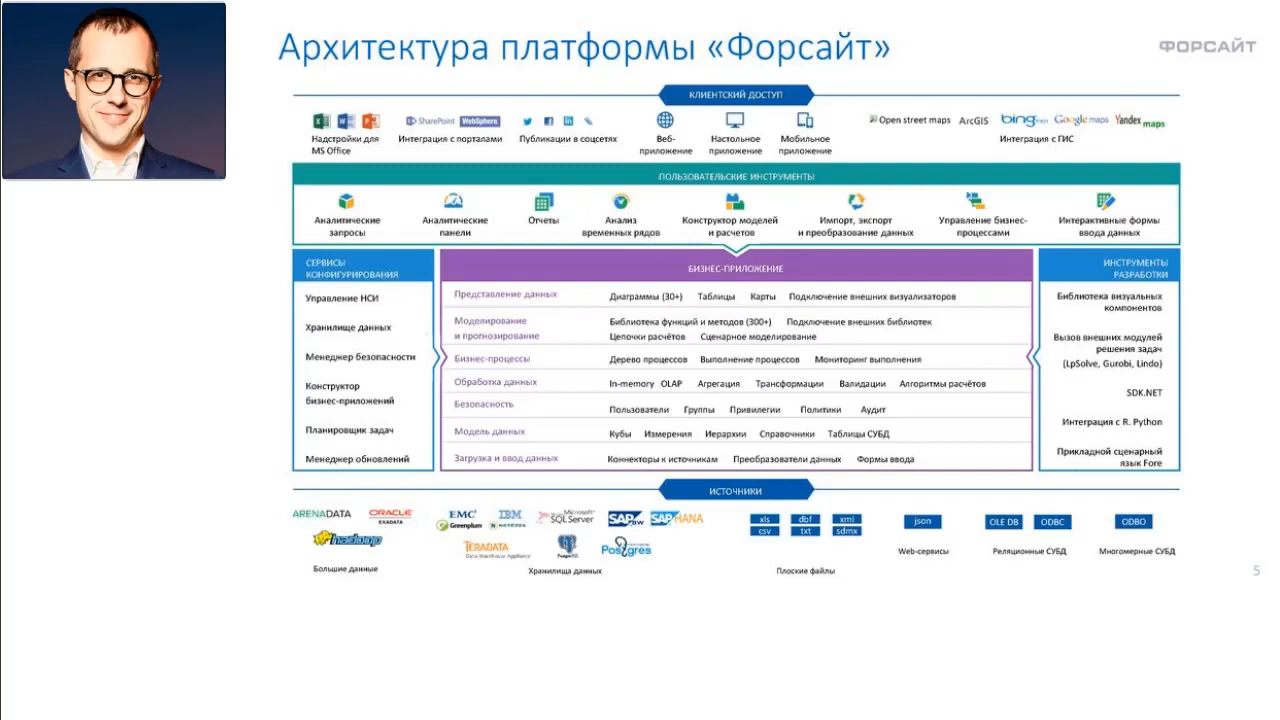 Архитектура платформы «Форсайт»
ФОРСАЙТ
КЛИЕНТСКИЙ ДОСТУП
SharePoint WebSphere
Open street maps ArcGIS bing maps Google maps Yandex maps
Надстройки для
MS Office
Интеграция с порталами
Публикации в соцсетях
Веб-
приложение
Настольное
приложение
Мобильное
приложение
Интеграция с ГИС
ПОЛЬЗОВАТЕЛЬСКИЕ ИНСТРУМЕНТЫ
Аналитические
запросы
Аналитические
панели
Отчеты
Анализ
временных рядов
Конструктор моделей
и расчетов
Импорт, экспорт
и преобразование данных
Управление бизнес-
процессами
Интерактивные формы
ввода данных
СЕРВИСЫ
КОНФИГУРИРОВАНИЯ
Управление НСИ
Хранилище данных
Менеджер безопасности
Конструктор
бизнес-приложений
Планировщик задач
Менеджер обновлений
БИЗНЕС-ПРИЛОЖЕНИЕ
Представление данных Диаграммы (30+) Таблицы Карты Подключение внешних визуализаторов
Моделирование
и прогнозирование
Библиотека функций и методов (300+) Подключение внешних библиотек
Цепочки расчётов Сценарное моделирование
Бизнес-процессы Дерево процессов Выполнение процессов Мониторинг выполнения
Обработка данных In-memory OLAP Агрегация Трансформации Валидации Алгоритмы расчётов
Безопасность Пользователи Группы Привилегии Политики Аудит
Модель данных Кубы Измерения Иерархии Справочники Таблицы СУБД
Загрузка и ввод данных Коннекторы к источникам Преобразователи данных Формы ввода
ИНСТРУМЕНТЫ
РАЗРАБОТКИ
Библиотека визуальных
компонентов
Вызов внешних модулей
решения задач
(LpSolve, Gurobi, Lindo)
SDK.NET
Интеграция с R. Python
Прикладной сценарный
язык Fore
ИСТОЧНИКИ
ARENADATA ORACLE
EXADATA
hadoop
Большие данные
EMC² Greenplum
IBM NETEZZA
Microsoft SQL Server
SAP BW SAP HANA
TERADATA
Data Warehouse Appliance
Postgres
Хранилища данных
xls dbf xml
csv txt sdmx
Плоские файлы
json
Web-сервисы
OLE DB ODBC
Реляционные СУБД
ODBO
Многомерные СУБД
5